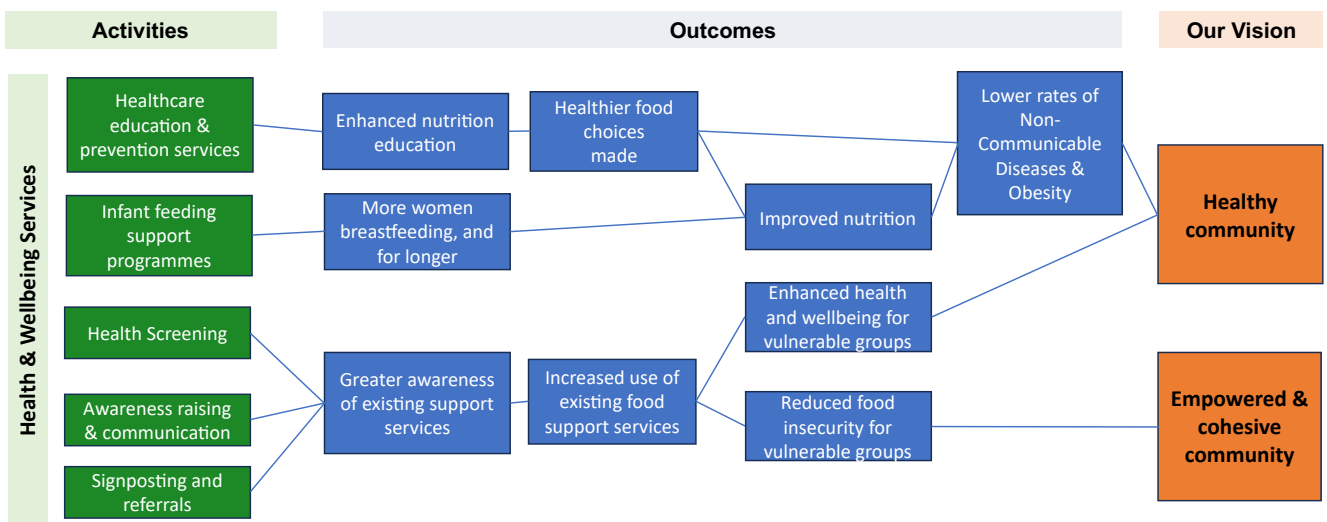 Activities
Outcomes
Our Vision
Health & Wellbeing Services
Healthcare
education &
prevention services
Enhanced nutrition
education
Healthier food
choices
made
Lower rates of
Non-
Communicable
Diseases &
Obesity
Infant feeding
support
programmes
More women
breastfeeding, and
for longer
Improved nutrition
Healthy
community
Health Screening
Awareness raising
& communication
Signposting and
referrals
Greater awareness
of existing support
services
Increased use of
existing food
support services
Enhanced health
and wellbeing for
vulnerable groups
Reduced food
insecurity for
vulnerable groups
Empowered &
cohesive
community